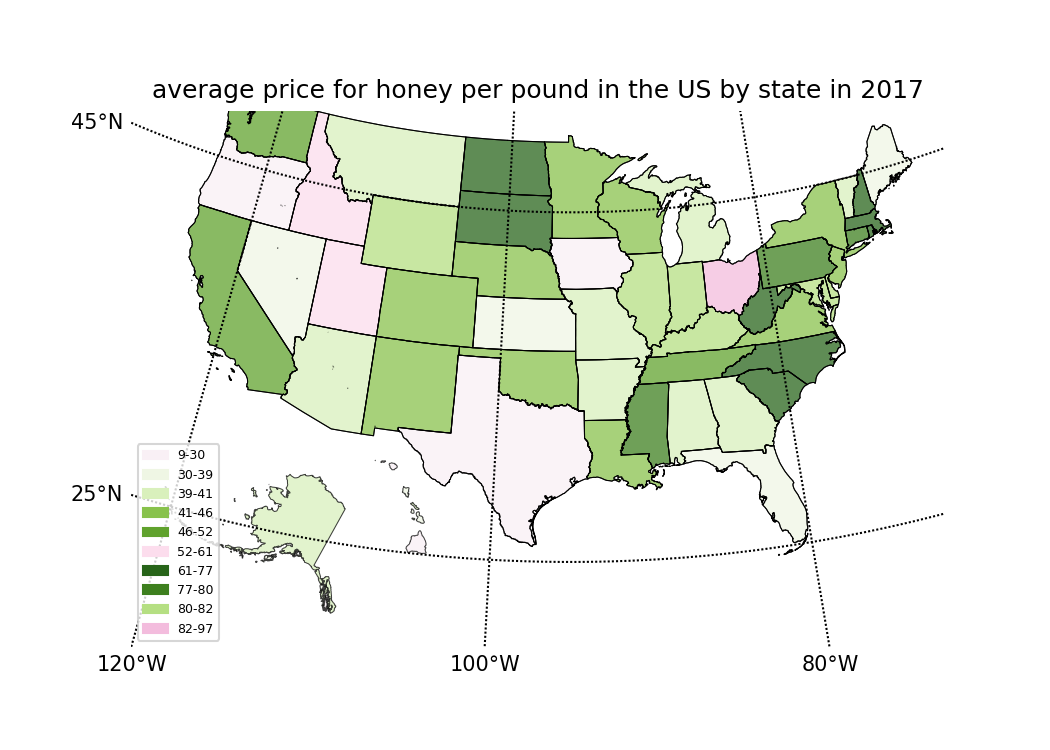 average price for honey per pound in the US by state in 2017
45°N
25°N
9-30
30-39
39-41
41-46
46-52
52-61
61-77
77-80
80-82
82-97
120°W
100°W
80°W